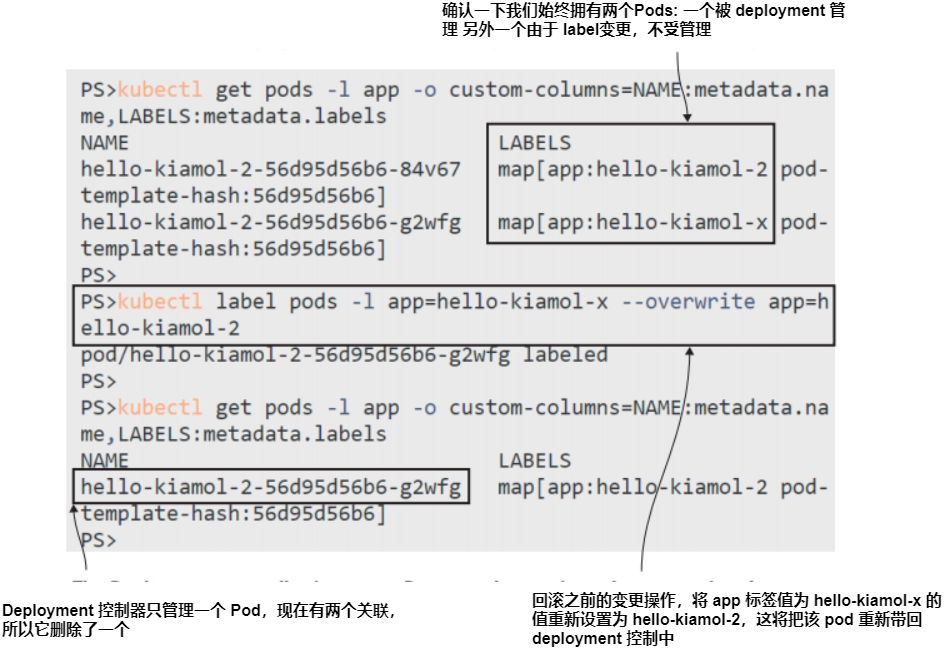 确认一下我们始终拥有两个Pods: 一个被 deployment 管
理 另外一个由于 label变更，不受管理
PS>kubectl get pods -l app -o custom-columns=NAME:metadata.na
me,LABELS:metadata.labels
NAME LABELS
hello-kiamol-2-56d95d56b6-84v67 map[app:hello-kiamol-2 pod-
template-hash:56d95d56b6]
hello-kiamol-2-56d95d56b6-g2wfg map[app:hello-kiamol-x pod-
template-hash:56d95d56b6]
PS>
PS>kubectl label pods -l app=hello-kiamol-x --overwrite app=h
ello-kiamol-2
pod/hello-kiamol-2-56d95d56b6-g2wfg labeled
PS>
PS>kubectl get pods -l app -o custom-columns=NAME:metadata.na
me,LABELS:metadata.labels
NAME LABELS
hello-kiamol-2-56d95d56b6-g2wfg map[app:hello-kiamol-2 pod-
template-hash:56d95d56b6]
PS>
Deployment 控制器只管理一个 Pod，现在有两个关联，
所以它删除了一个
回滚之前的变更操作，将 app 标签值为 hello-kiamol-x 的
值重新设置为 hello-kiamol-2，这将把该 pod 重新带回
deployment 控制中